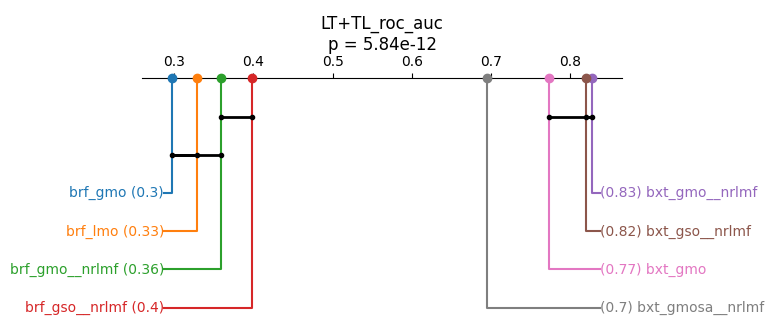 LT+TL_roc_auc
p = 5.84e-12
0.3 0.4 0.5 0.6 0.7 0.8
brf_gmo (0.3) (0.83) bxt_gmo__nrlmf
brf_lmo (0.33) (0.82) bxt_gso__nrlmf
brf_gmo__nrlmf (0.36) (0.77) bxt_gmo
brf_gso__nrlmf (0.4) (0.7) bxt_gmosa__nrlmf